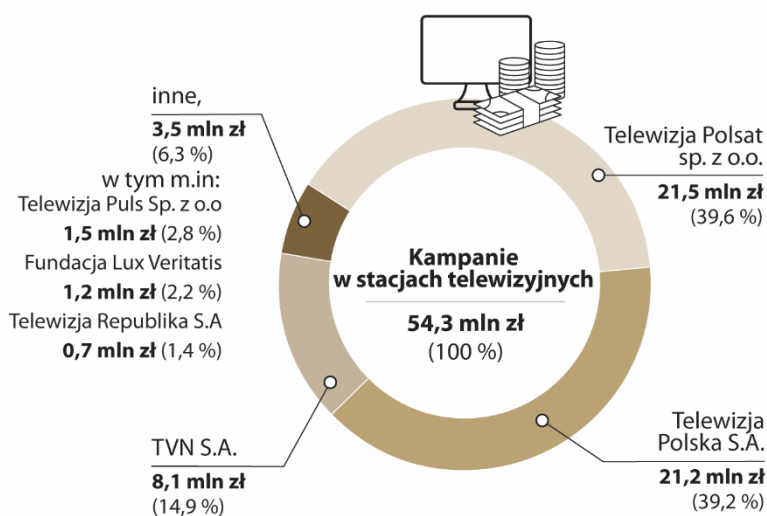 inne,
3,5 mln zł
(6,3 %)
w tym m.in:
Telewizja Puls Sp. z o.o
1,5 mln zł (2,8 %)
Fundacja Lux Veritatis
1,2 mln zł (2,2 %)
Telewizja Republika S.A
0,7 mln zł (1,4 %)
TVN S.A.
8,1 mln zł
(14,9 %)
Kampanie
w stacjach telewizyjnych
54,3 mln zł
(100 %)
Telewizja Polsat
sp. z o.o.
21,5 mln zł
(39,6 %)
Telewizja
Polska S.A.
21,2 mln zł
(39,2 %)